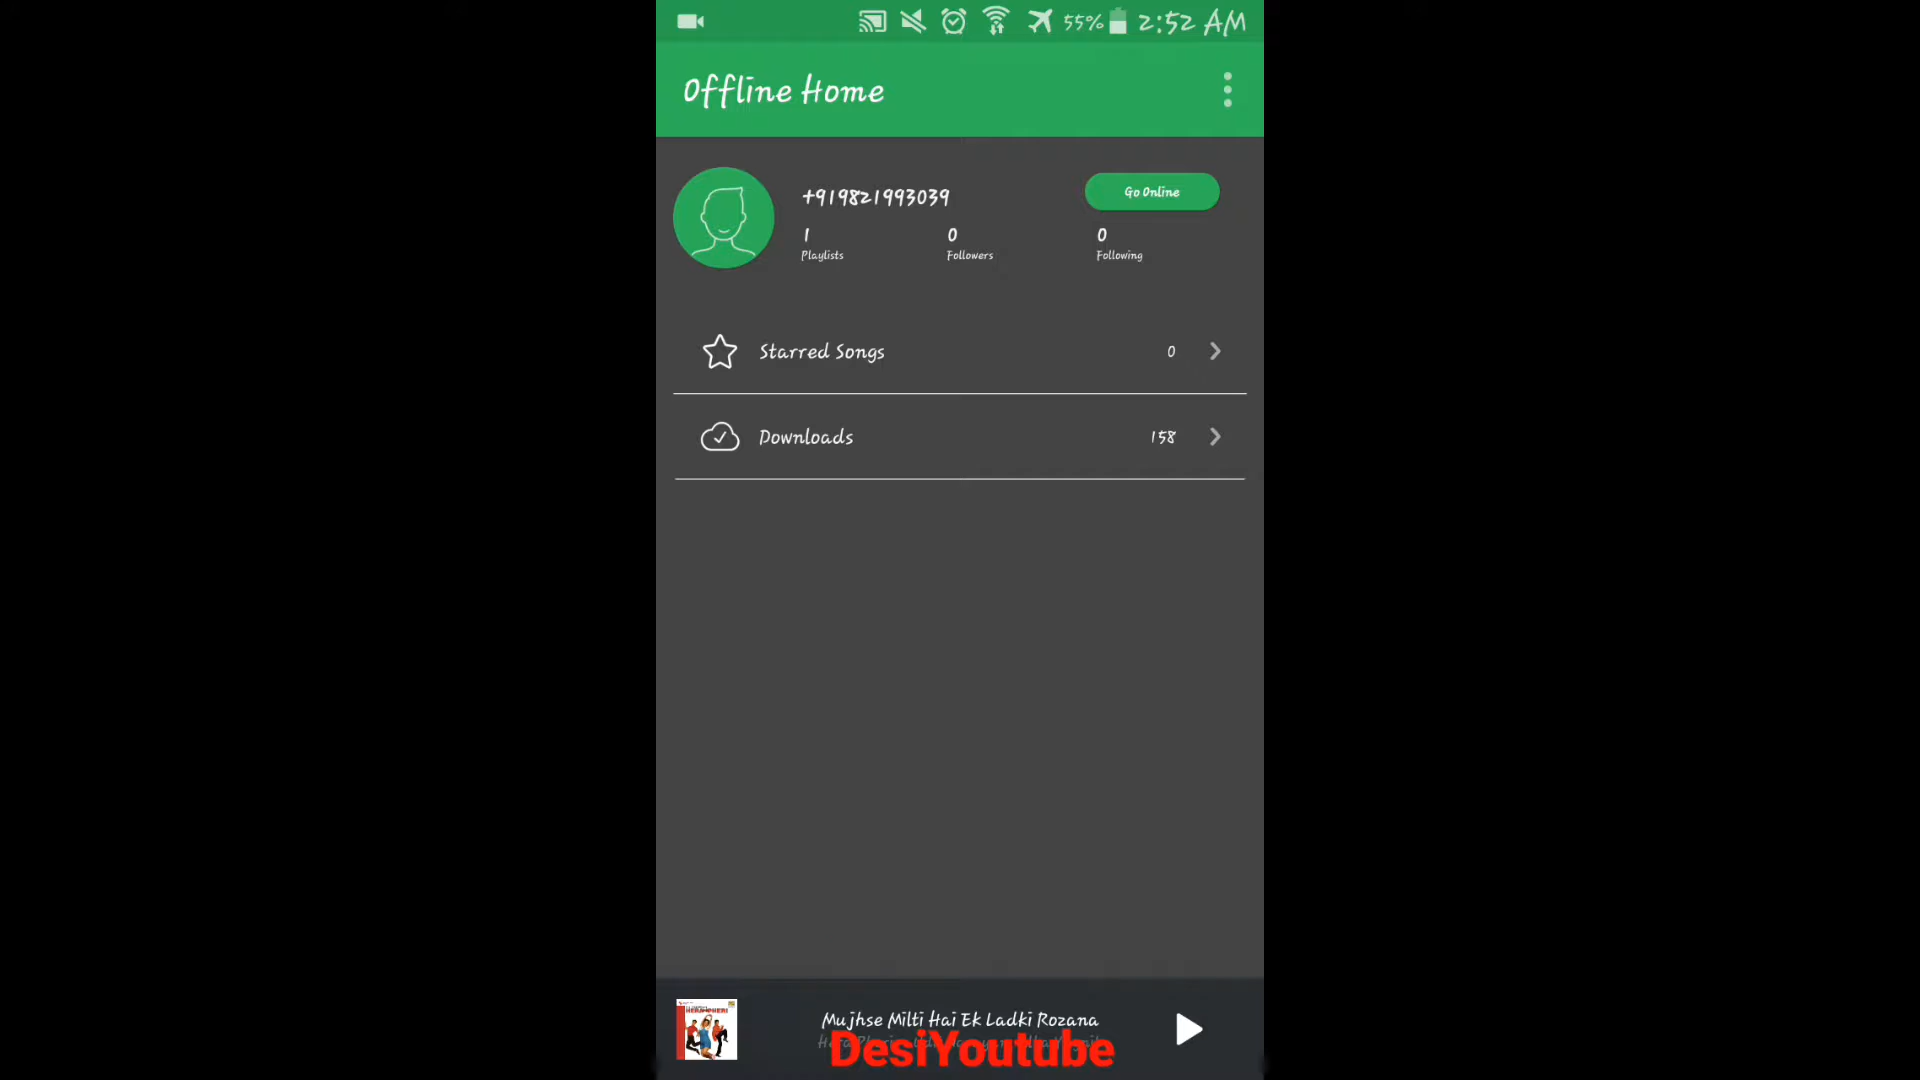 55% 2:52 AM
Offline Home
+919821993039
Go Online
1
0
0
Playlists
Followers
Following
Starred Songs
0
Downloads
158
Mujhse Milti Hai Ek Ladki Rozana
DesiYoutube